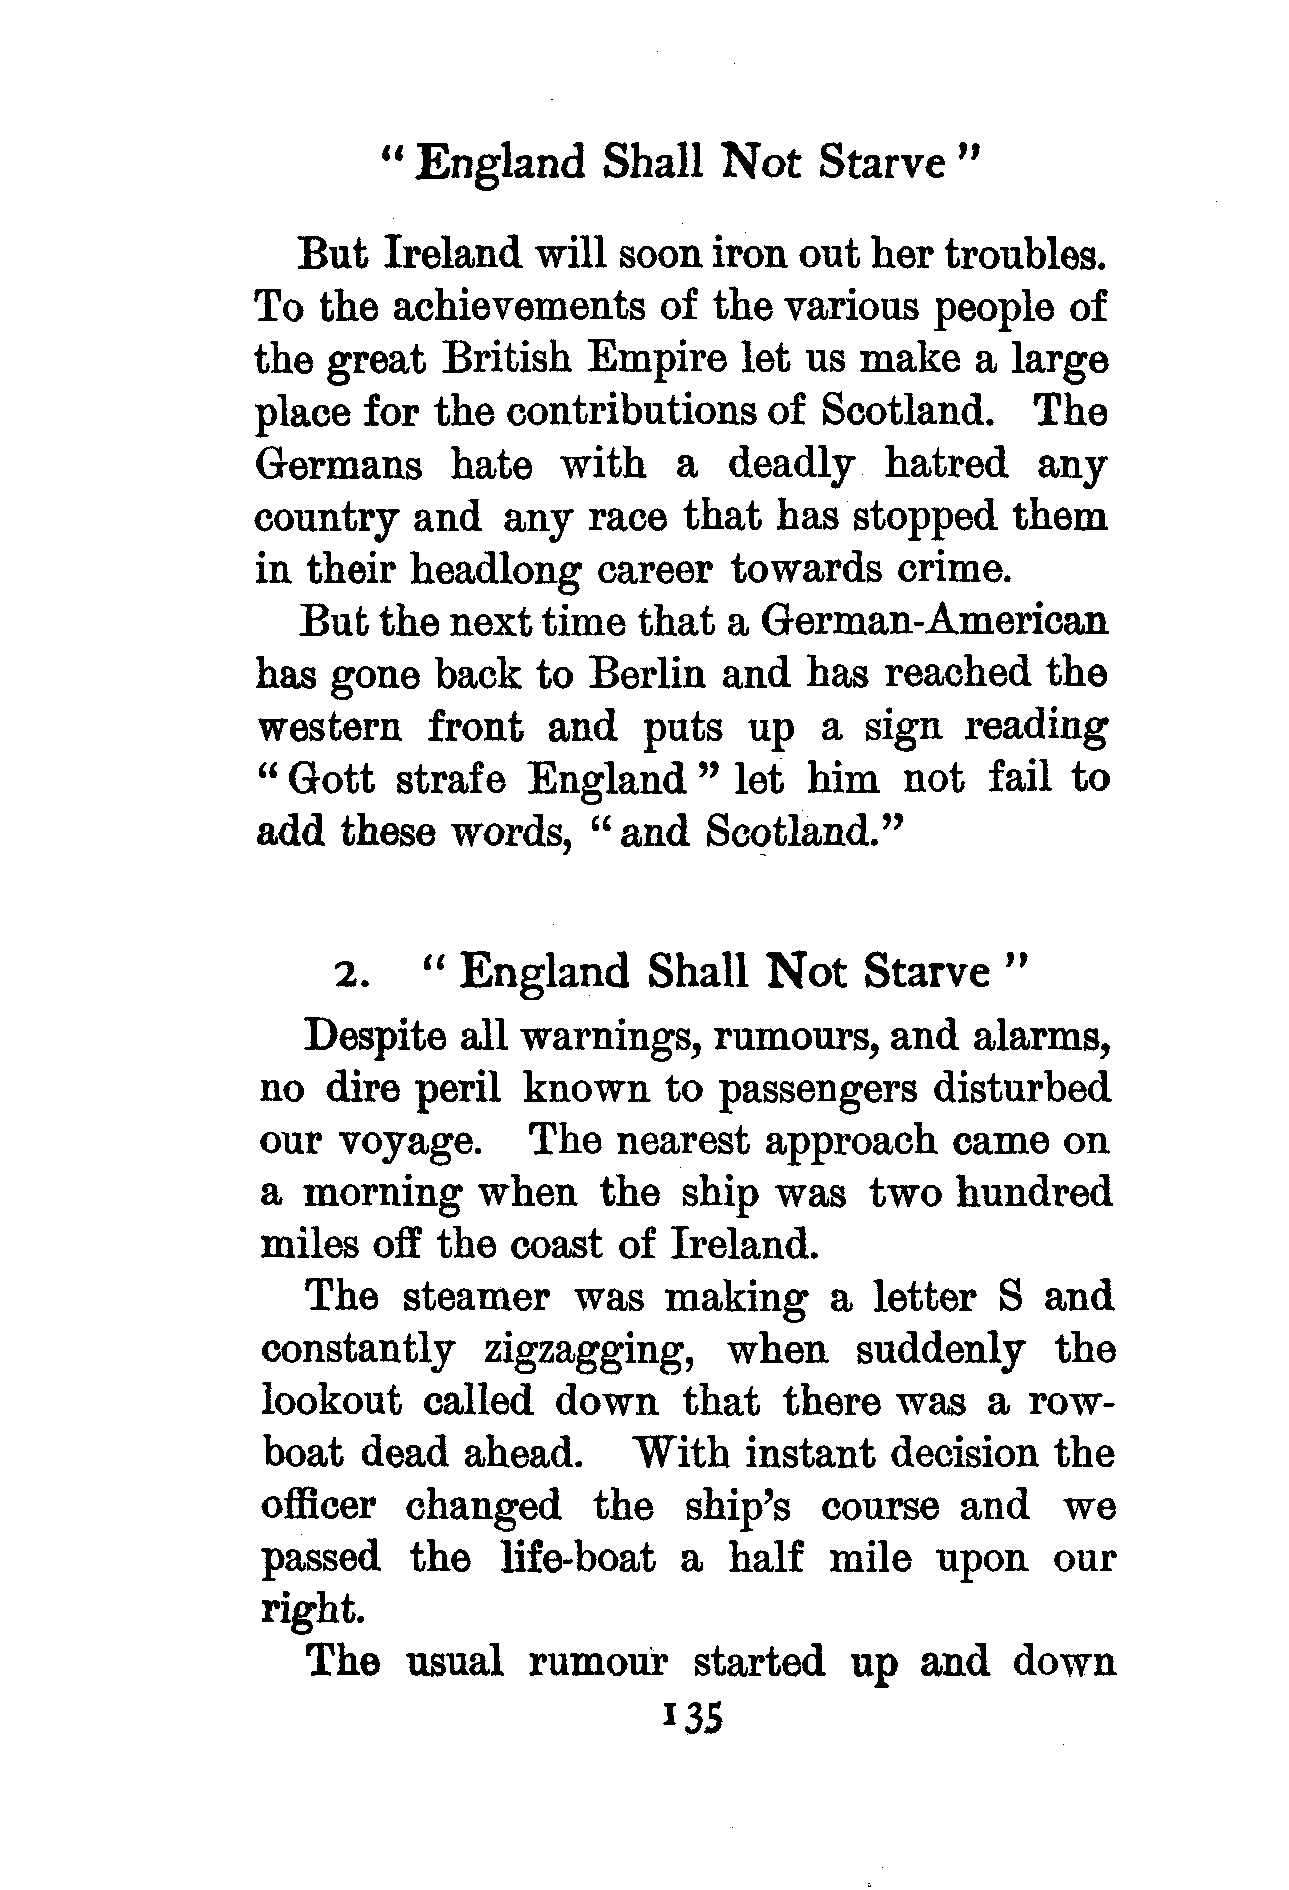 “ England Shall Not Starve ”
But Ireland will soon iron out her troubles.
To the achievements of the various people of
the great British Empire let us make a large
place for the contributions of Scotland. The
Germans hate with a deadly hatred any
country and any race that has stopped them
in their headlong career towards crime.
But the next time that a German-American
has gone back to Berlin and has reached the
western front and puts up a sign reading
“ Gott strafe England ” let him not fail to
add these words, “ and Scotland.”
2. “ England Shall Not Starve ”
Despite all warnings, rumours, and alarms,
no dire peril known to passengers disturbed
our voyage. The nearest approach came on
a morning when the ship was two hundred
miles off the coast of Ireland.
The steamer was making a letter S and
constantly zigzagging, when suddenly the
lookout called down that there was a row-
boat dead ahead. With instant decision the
officer changed the ship’s course and we
passed the life-boat a half mile upon our
right.
The usual rumour started up and down
135